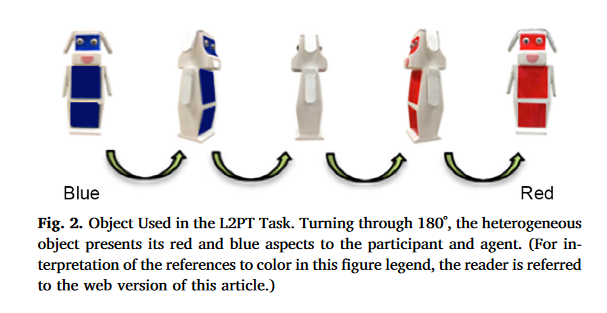 Blue
Red
Fig. 2. Object Used in the L2PT Task. Turning through 180°, the heterogeneous
object presents its red and blue aspects to the participant and agent. (For in-
terpretation of the references to color in this figure legend, the reader is referred
to the web version of this article.)